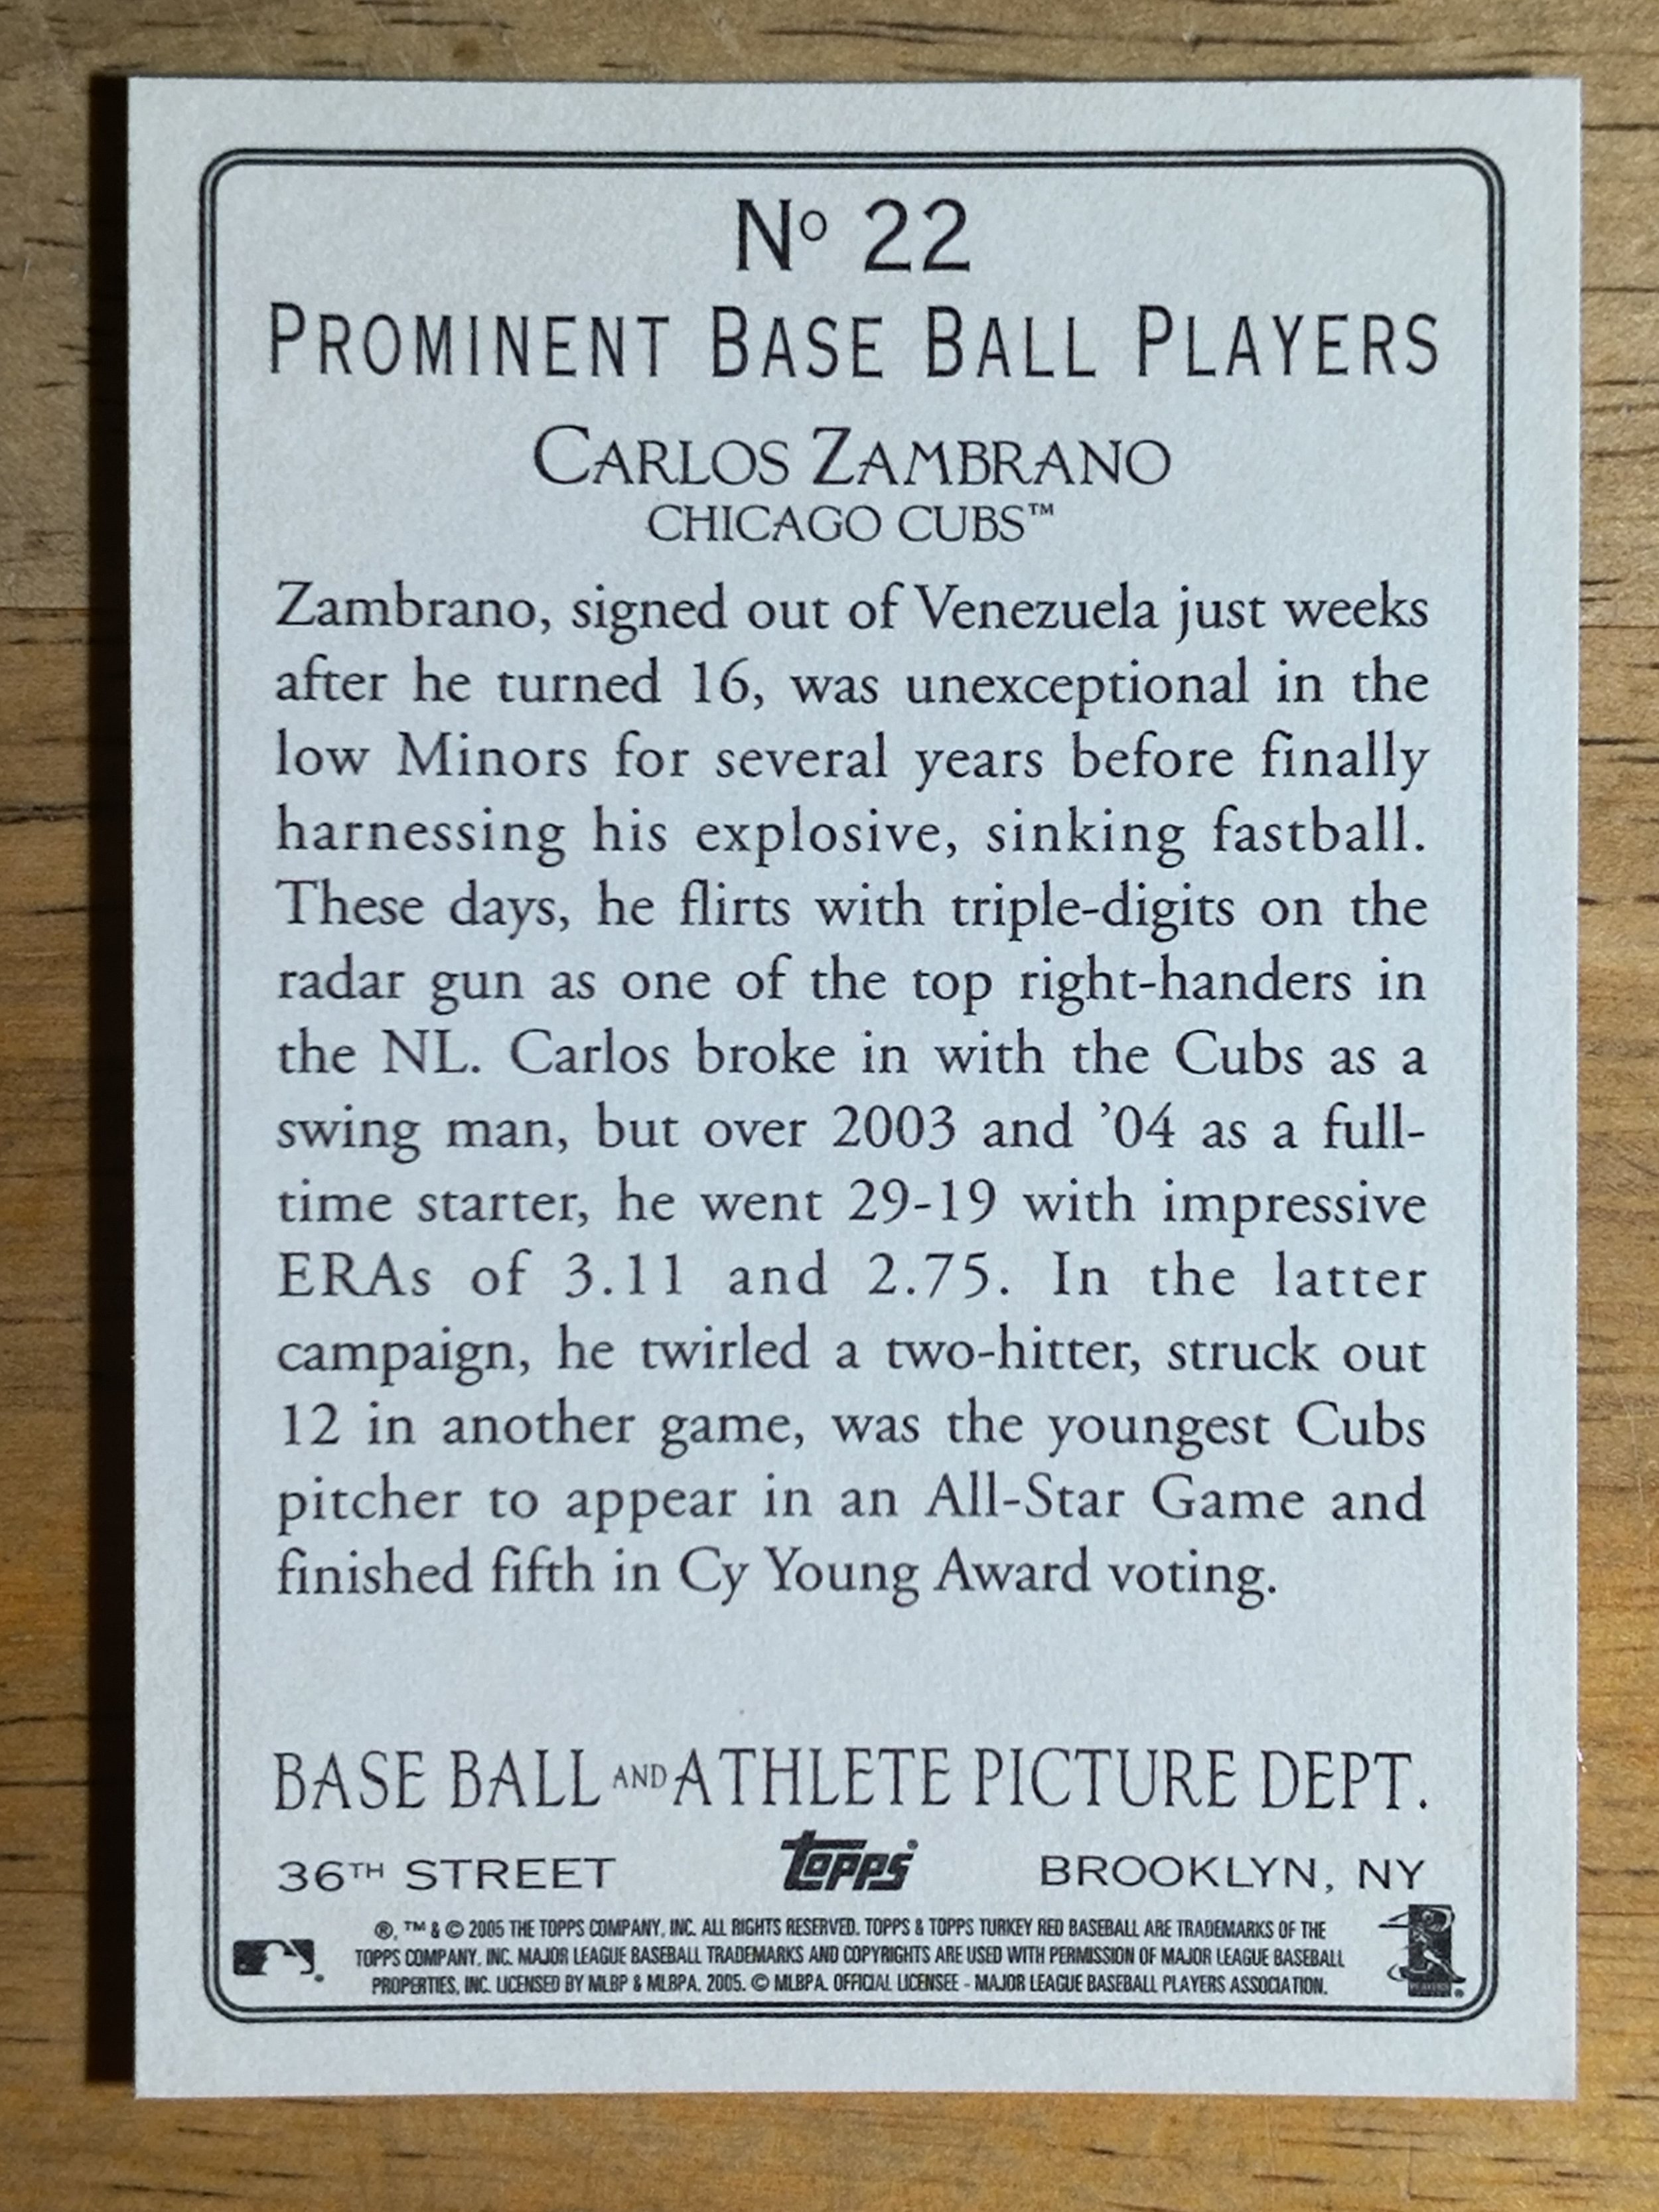 Nº 22
PROMINENT BASE BALL PLAYERS
CARLOS ZAMBRANO
CHICAGO CUBS™
Zambrano, signed out of Venezuela just weeks
after he turned 16, was unexceptional in the
low Minors for several years before finally
harnessing his explosive, sinking fastball.
These days, he flirts with triple-digits on the
radar gun as one of the top right-handers in
the NL. Carlos broke in with the Cubs as a
swing man, but over 2003 and ’04 as a full-
time starter, he went 29-19 with impressive
ERAs of 3.11 and 2.75. In the latter
campaign, he twirled a two-hitter, struck out
12 in another game, was the youngest Cubs
pitcher to appear in an All-Star Game and
finished fifth in Cy Young Award voting.
BASE BALL AND ATHLETE PICTURE DEPT.
36TH STREET topps® BROOKLYN, NY
®, ™ & © 2005 THE TOPPS COMPANY, INC. ALL RIGHTS RESERVED. TOPPS & TOPPS TURKEY RED BASEBALL ARE TRADEMARKS OF THE
TOPPS COMPANY, INC. MAJOR LEAGUE BASEBALL TRADEMARKS AND COPYRIGHTS ARE USED WITH PERMISSION OF MAJOR LEAGUE BASEBALL
PROPERTIES, INC. LICENSED BY MLBP & MLBPA. 2005. © MLBPA. OFFICIAL LICENSEE - MAJOR LEAGUE BASEBALL PLAYERS ASSOCIATION.